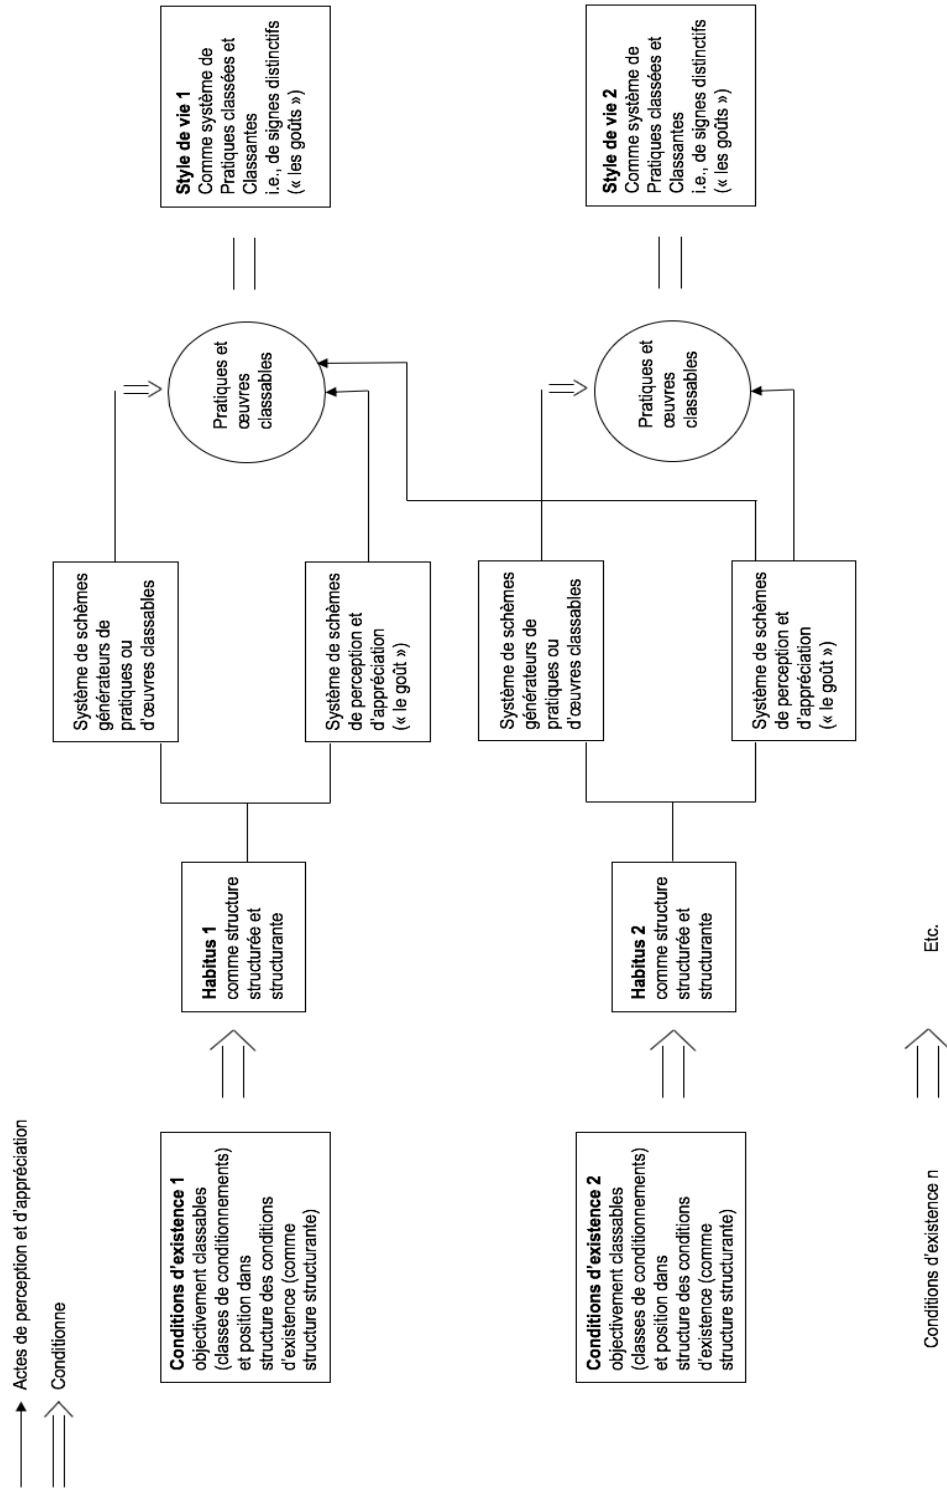 Actes de perception et d'appréciation
Conditionne
Conditions d'existence 1
objectivement classables
(classes de conditionnements)
et position dans
structure des conditions
d'existence (comme
structure structurante)
Habitus 1
comme structure
structurée et
structurante
Système de schèmes
générateurs de
pratiques ou
d'œuvres classables
Système de schèmes
de perception et
d'appréciation
(« le goût »)
Pratiques et
œuvres
classables
Style de vie 1
Comme système de
Pratiques classées et
Classantes
i.e., de signes distinctifs
(« les goûts »)
Conditions d'existence 2
objectivement classables
(classes de conditionnements)
et position dans
structure des conditions
d'existence (comme
structure structurante)
Habitus 2
comme structure
structurée et
structurante
Système de schèmes
générateurs de
pratiques ou
d'œuvres classables
Système de schèmes
de perception et
d'appréciation
(« le goût »)
Pratiques et
œuvres
classables
Style de vie 2
Comme système de
Pratiques classées et
Classantes
i.e., de signes distinctifs
(« les goûts »)
Conditions d'existence n
Etc.